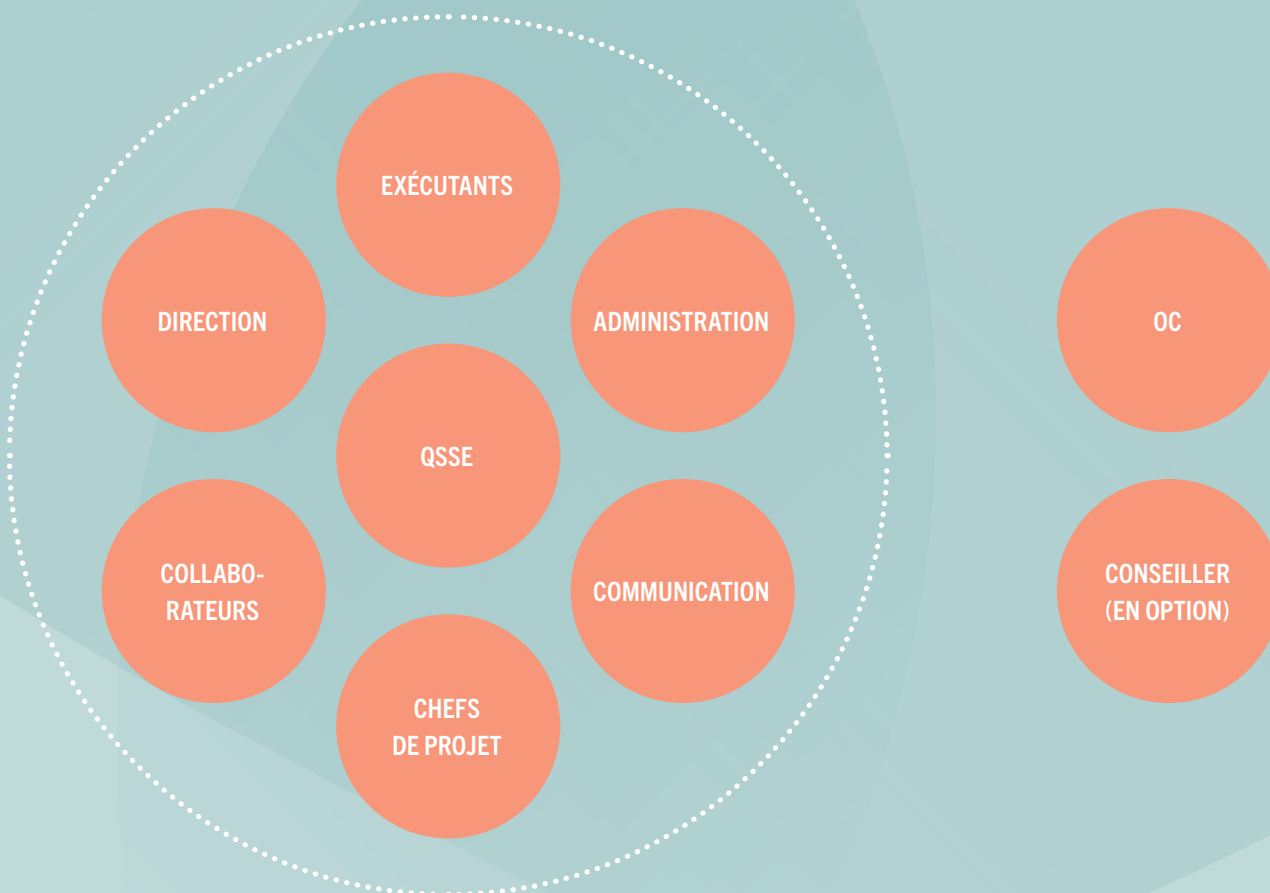 EXÉCUTANTS
DIRECTION
ADMINISTRATION
OC
QSSE
COLLABO-
RATEURS
COMMUNICATION
CONSEILLER
(EN OPTION)
CHEFS
DE PROJET